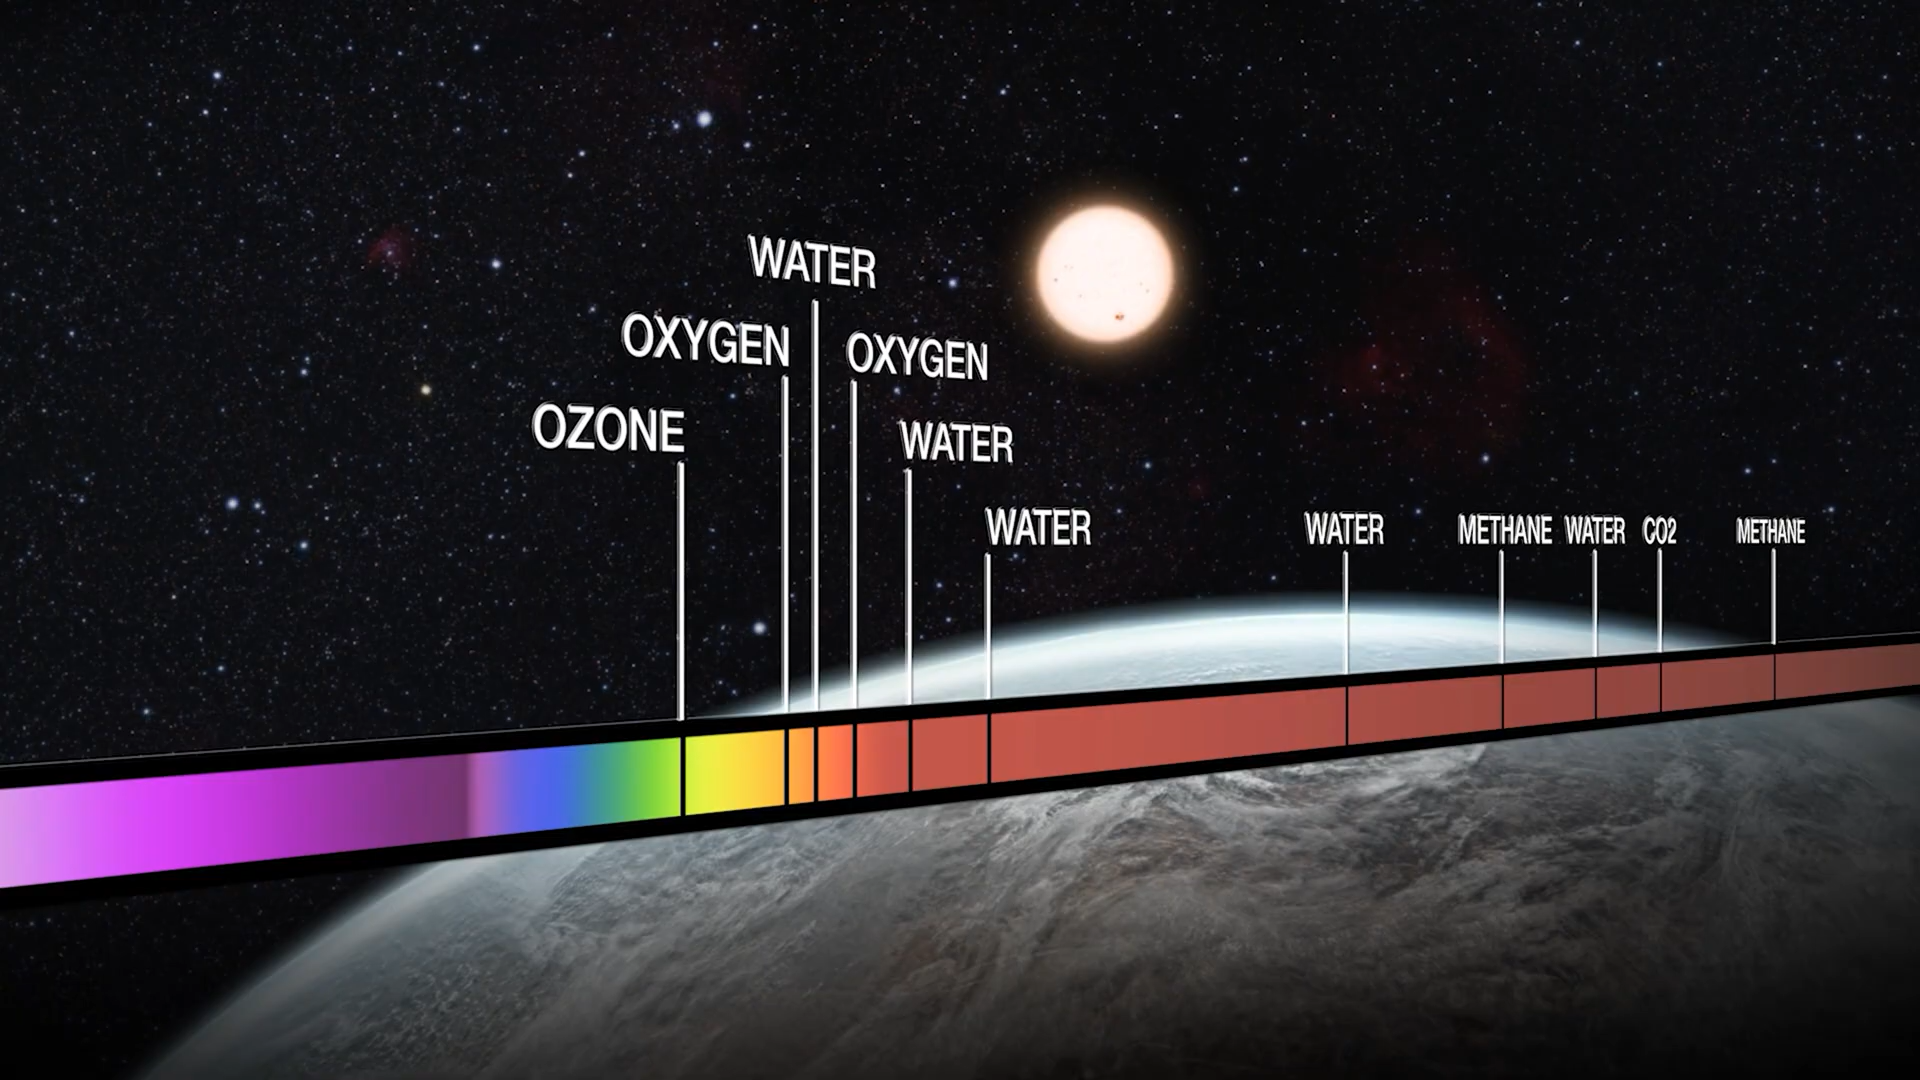 WATER
OXYGEN
OXYGEN
OZONE
WATER
WATER
WATER
METHANE
WATER
CO2
METHANE